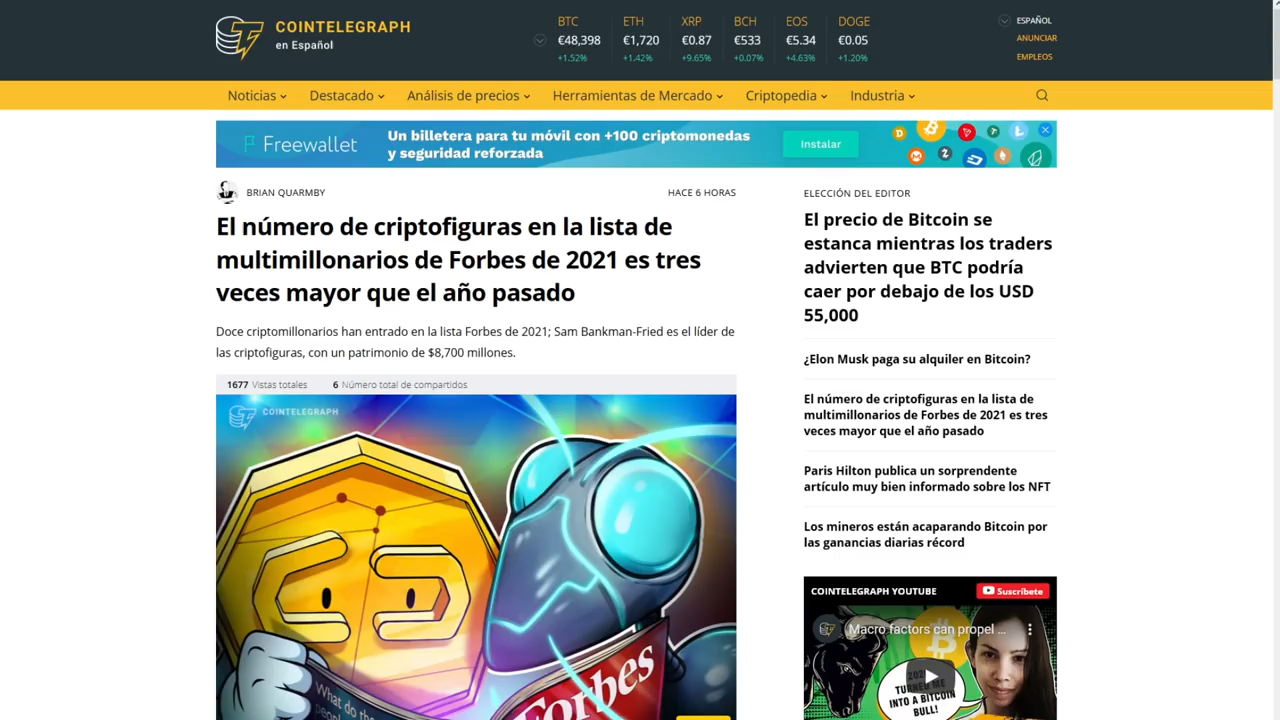 COINTELEGRAPH
en Español
BTC ETH XRP BCH EOS DOGE
€48,398 €1,720 €0.87 €533 €5.34 €0.05
+1.52% +1.42% +9.65% +0.07% +4.63% +1.20%
ESPAÑOL
ANUNCIAR
EMPLEOS
Noticias Destacado Análisis de precios Herramientas de Mercado Criptopedia Industria
Freewallet
Un billetera para tu móvil con +100 criptomonedas
y seguridad reforzada
Instalar
BRIAN QUARMBY HACE 6 HORAS
El número de criptofiguras en la lista de
multimillonarios de Forbes de 2021 es tres
veces mayor que el año pasado
Doce criptomillonarios han entrado en la lista Forbes de 2021; Sam Bankman-Fried es el líder de
las criptofiguras, con un patrimonio de $8,700 millones.
1677 Vistas totales 6 Número total de compartidos
COINTELEGRAPH
What do the
Forbes
ELECCIÓN DEL EDITOR
El precio de Bitcoin se
estanca mientras los traders
advierten que BTC podría
caer por debajo de los USD
55,000
¿Elon Musk paga su alquiler en Bitcoin?
El número de criptofiguras en la lista de
multimillonarios de Forbes de 2021 es tres
veces mayor que el año pasado
Paris Hilton publica un sorprendente
artículo muy bien informado sobre los NFT
Los mineros están acaparando Bitcoin por
las ganancias diarias récord
COINTELEGRAPH YOUTUBE
Suscríbete
Macro factors can propel ...
TURNED ME
INTO A BITCOIN
BULL!